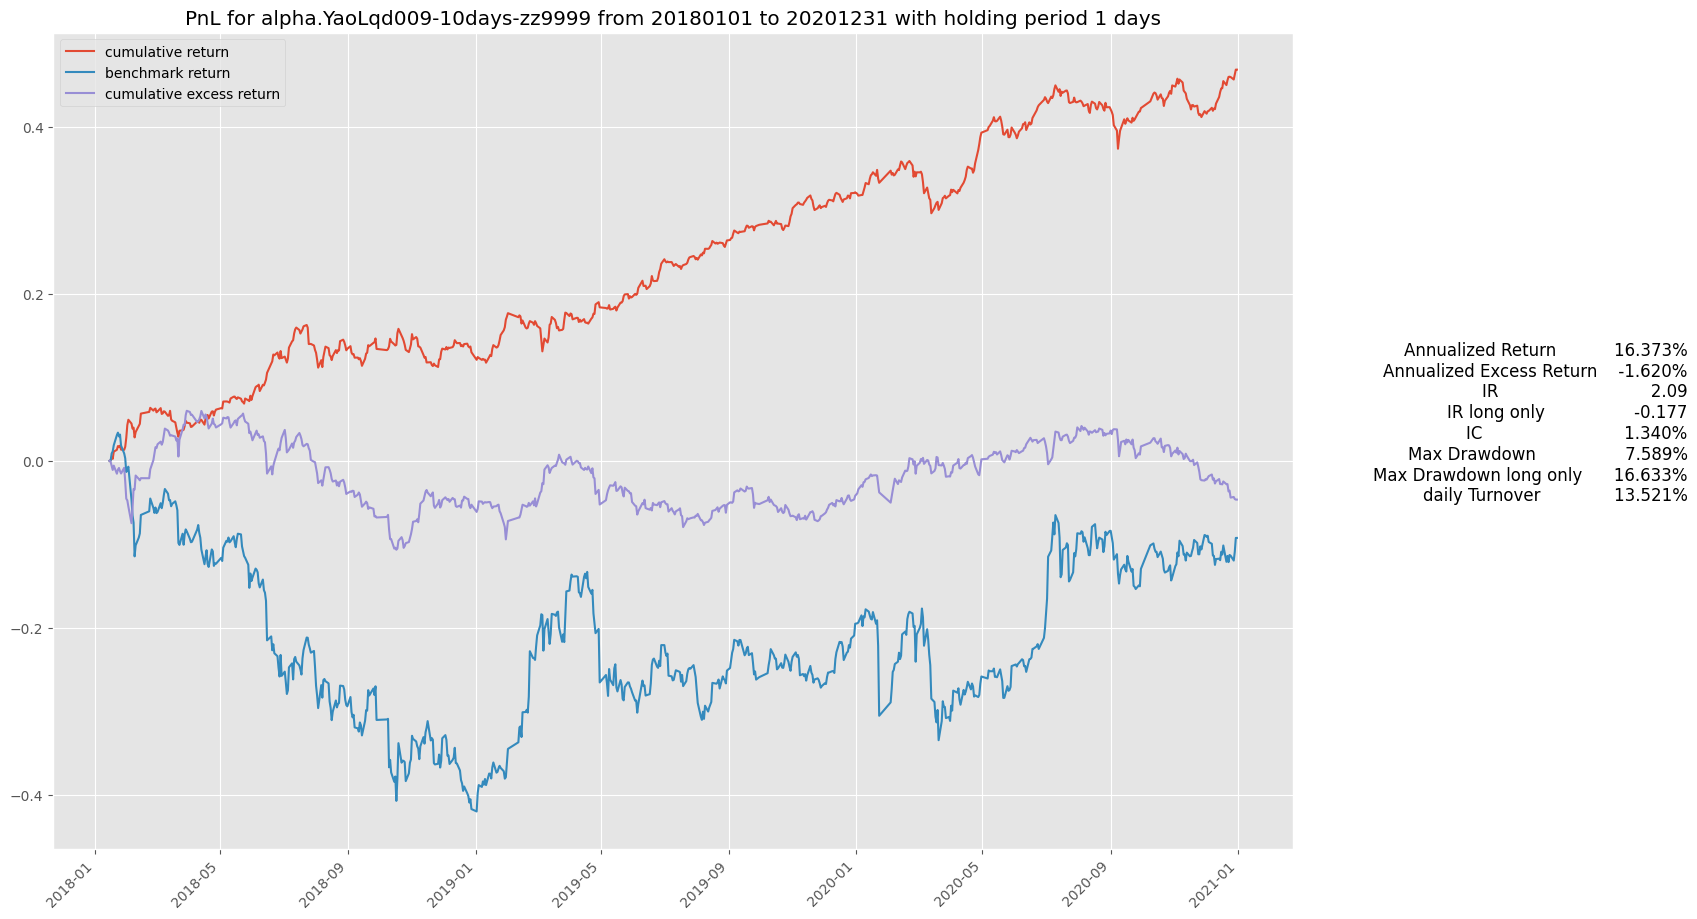 PnL for alpha.YaoLqd009-10days-zz9999 from 20180101 to 20201231 with holding period 1 days
cumulative return
benchmark return
cumulative excess return
0.4
0.2
0.0
−0.2
−0.4
2018-01
2018-05
2018-09
2019-01
2019-05
2019-09
2020-01
2020-05
2020-09
2021-01
Annualized Return 16.373%
Annualized Excess Return -1.620%
IR 2.09
IR long only -0.177
IC 1.340%
Max Drawdown 7.589%
Max Drawdown long only 16.633%
daily Turnover 13.521%